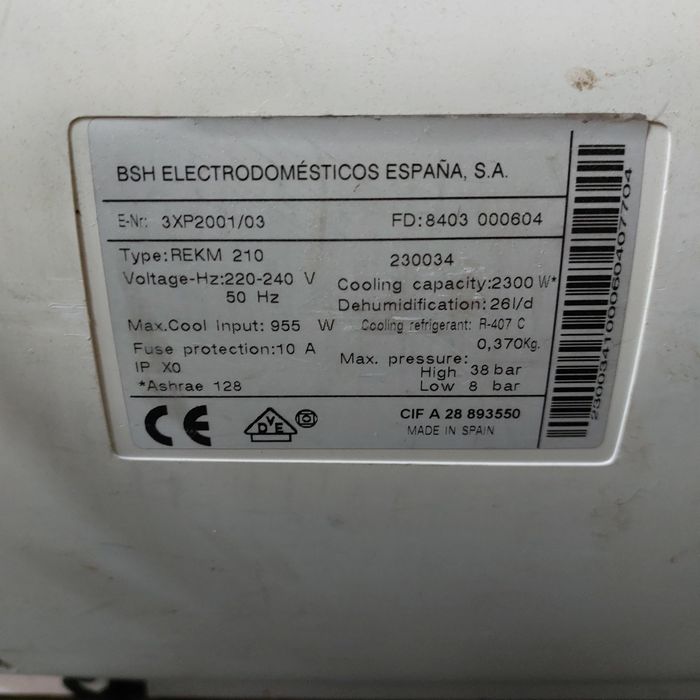 BSH ELECTRODOMÉSTICOS ESPAÑA, S.A.
E-Nr: 3XP2001/03 FD:8403 000604
Type:REKM 210 230034
Voltage-Hz:220-240 V
50 Hz
Cooling capacity:2300 W*
Dehumidification:26l/d
Max.Cool Input: 955 W Cooling refrigerant: R-407 C
0,370Kg.
Fuse protection:10 A
Max. pressure:
IP X0
High 38 bar
*Ashrae 128
Low 8 bar
CE
DVE
CIF A 28 893550
MADE IN SPAIN
230034100060407704